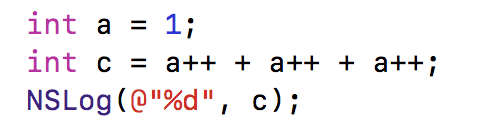 int a = 1;
int c = a++ + a++ + a++;
NSLog(@"%d", c);